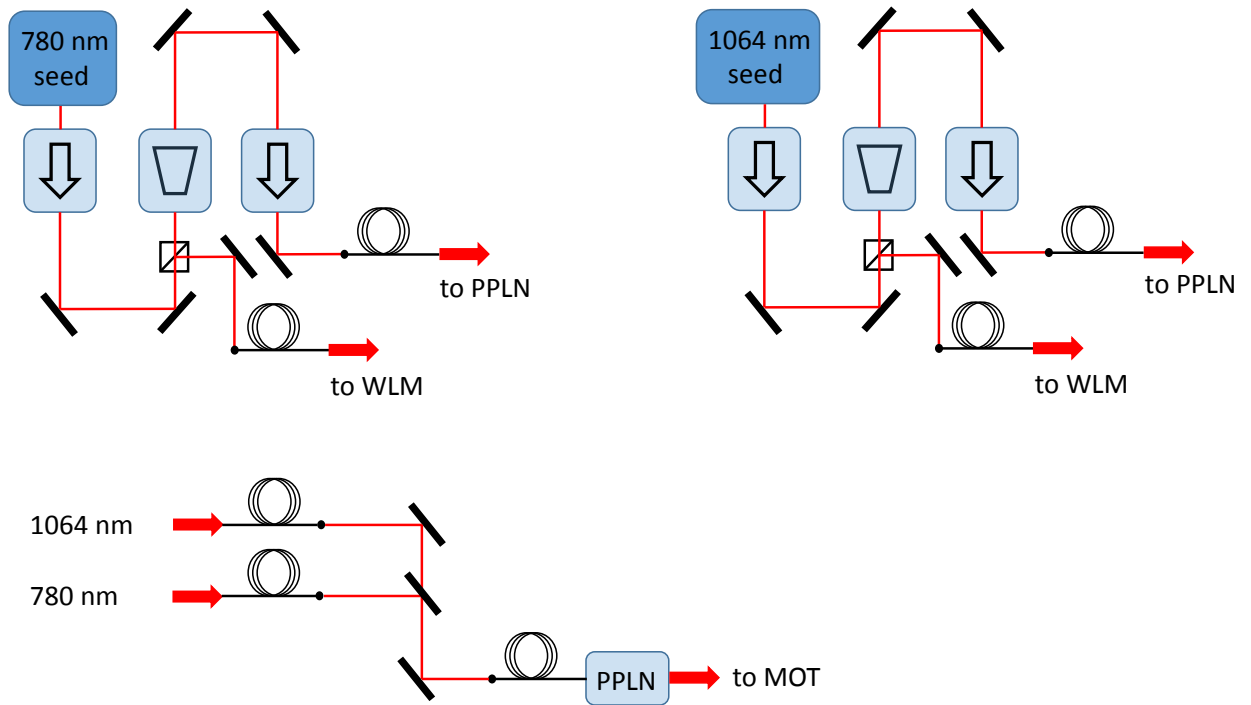 780 nm
seed
to PPLN
to WLM
1064 nm
seed
to PPLN
to WLM
1064 nm
780 nm
PPLN
to MOT